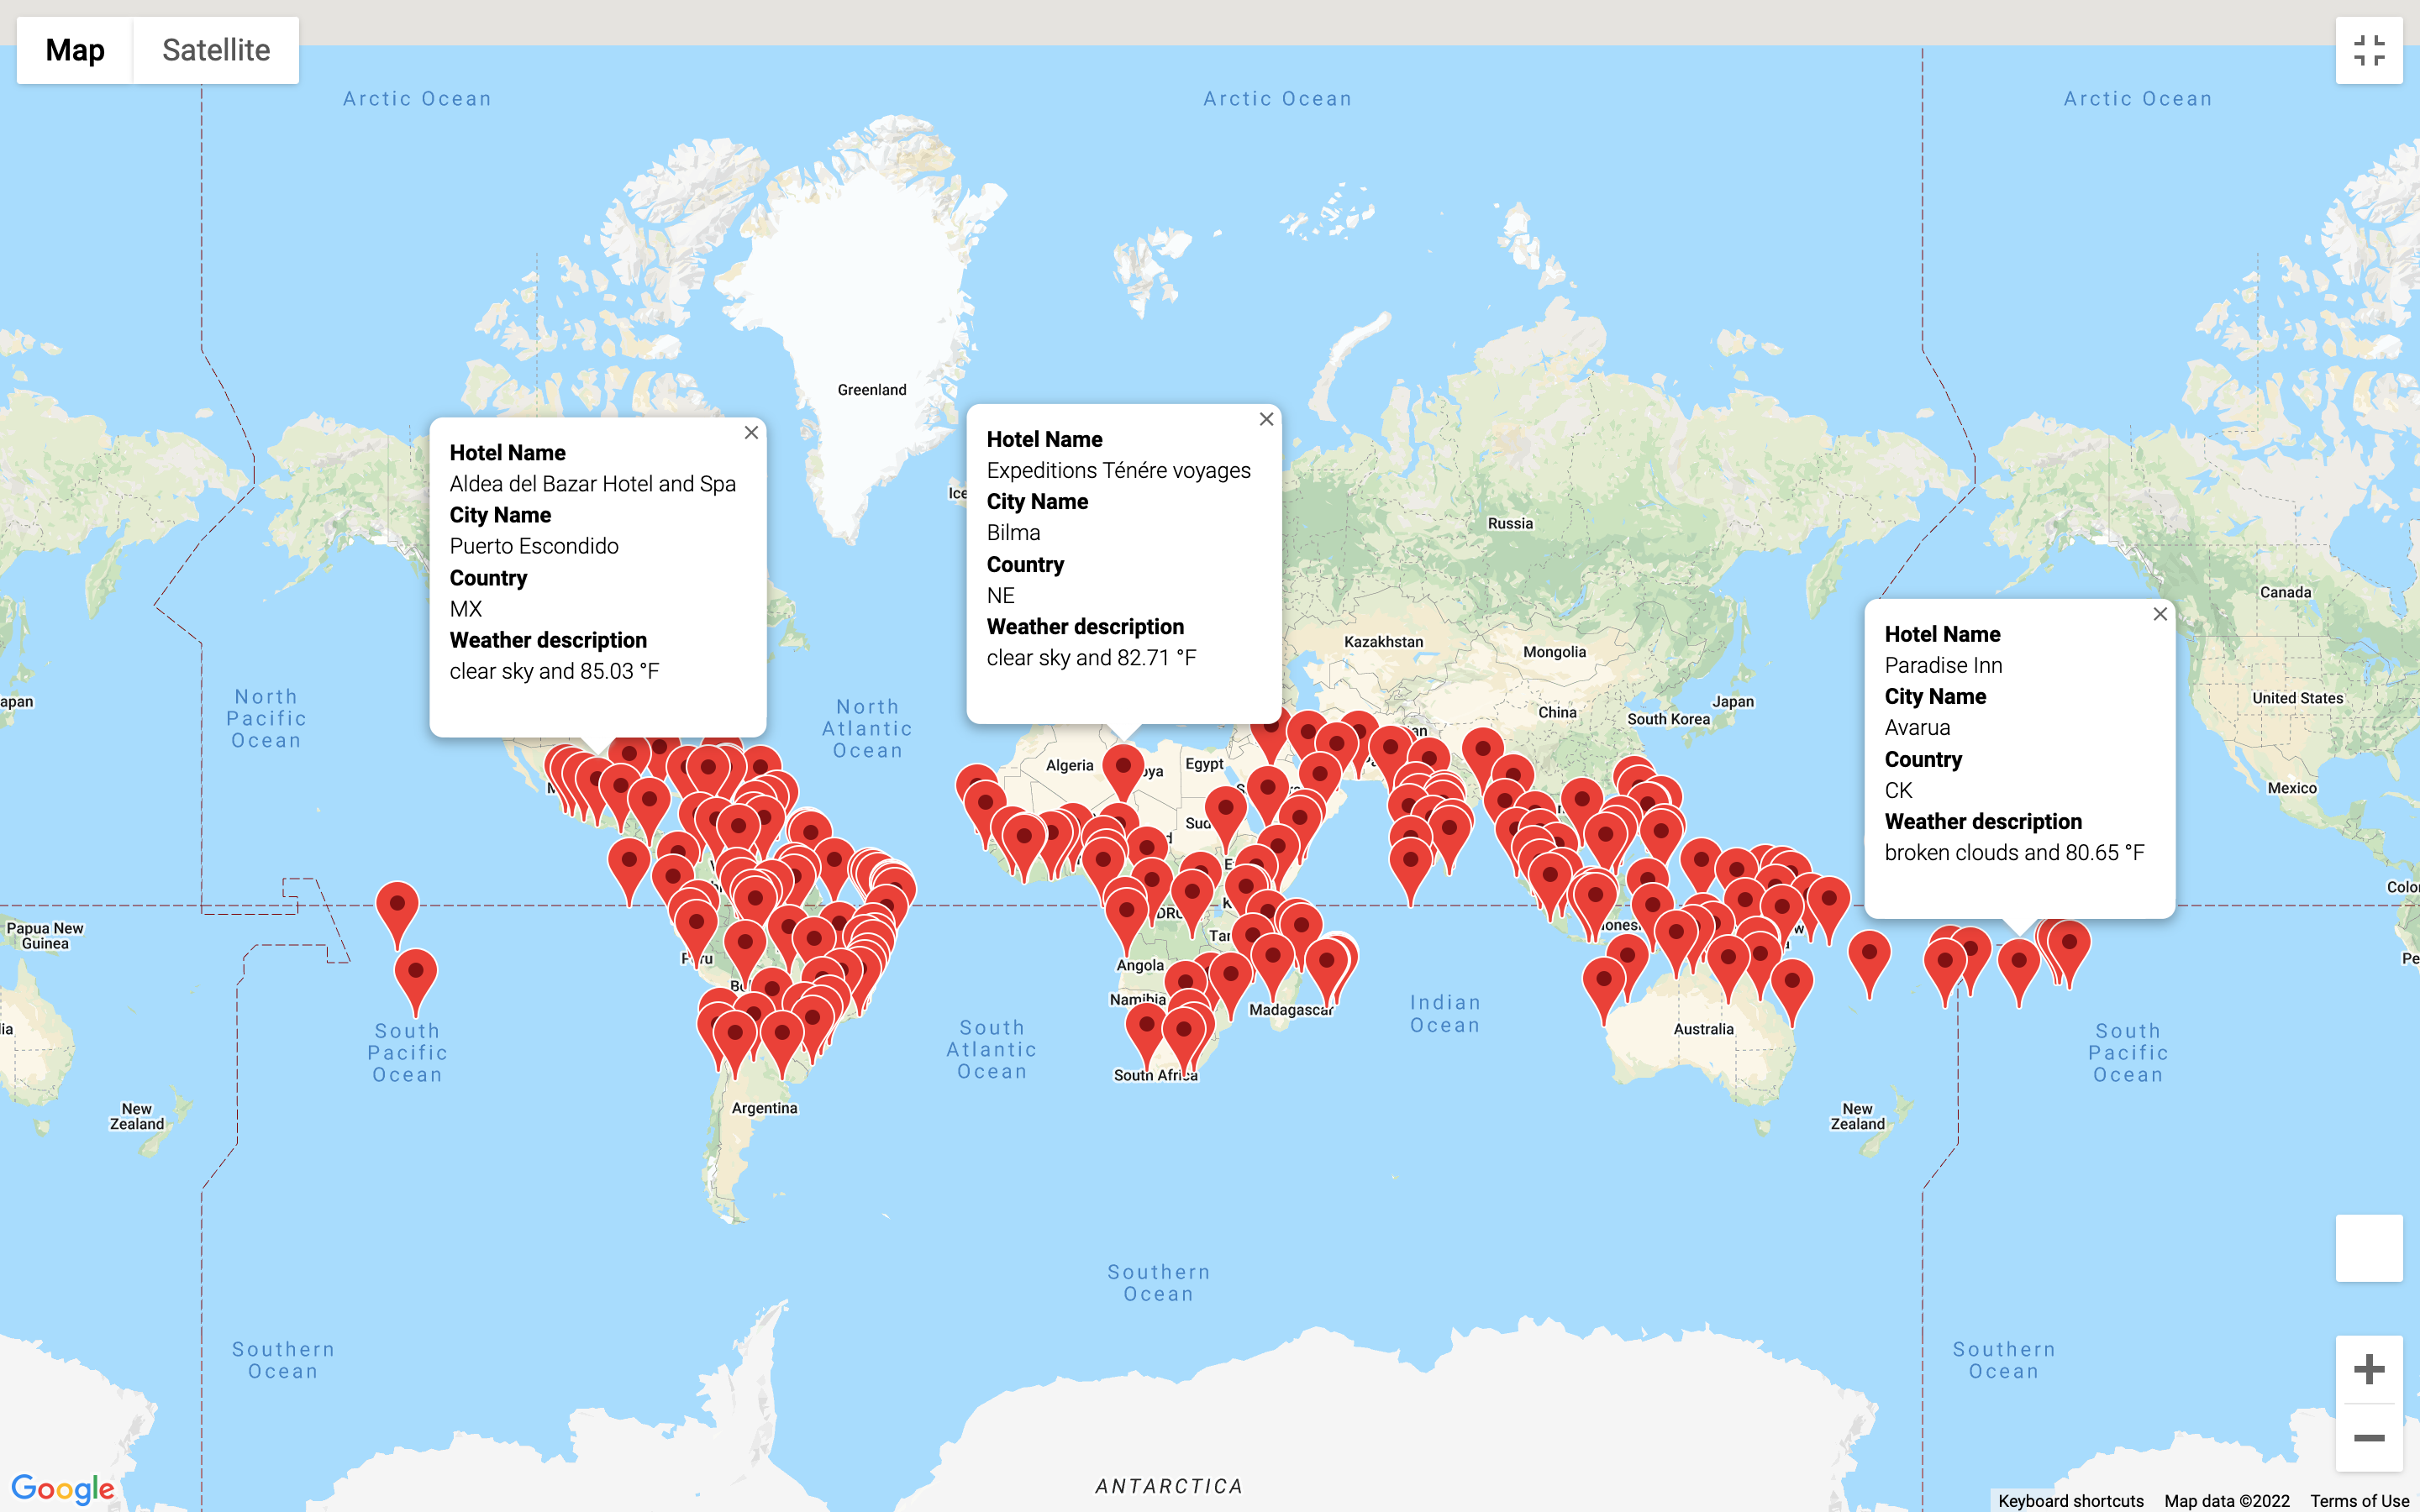 Map
Satellite
Arctic Ocean
Arctic Ocean
Arctic Ocean
Greenland
Hotel Name
Aldea del Bazar Hotel and Spa
City Name
Puerto Escondido
Country
MX
Weather description
clear sky and 85.03 °F
Hotel Name
Expeditions Ténére voyages
City Name
Bilma
Country
NE
Weather description
clear sky and 82.71 °F
Hotel Name
Paradise Inn
City Name
Avarua
Country
CK
Weather description
broken clouds and 80.65 °F
Russia
Canada
Kazakhstan
Mongolia
North
Pacific
Ocean
North
Atlantic
Ocean
China
South Korea
Japan
United States
Mexico
Algeria
Egypt
Papua New
Guinea
Angola
Namibia
Madagascar
South Africa
Argentina
Australia
Indian
Ocean
South
Pacific
Ocean
South
Atlantic
Ocean
South
Pacific
Ocean
New
Zealand
New
Zealand
Southern
Ocean
Southern
Ocean
Southern
Ocean
ANTARCTICA
Google
Keyboard shortcuts
Map data ©2022
Terms of Use